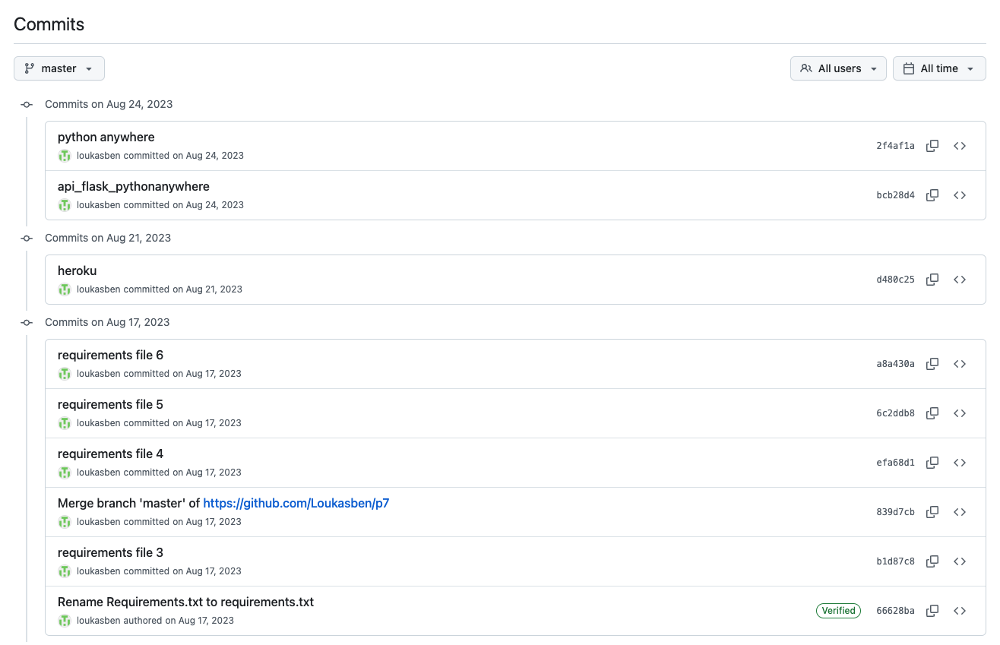 Commits
master
All users
All time
Commits on Aug 24, 2023
python anywhere
loukasben committed on Aug 24, 2023
2f4af1a
api_flask_pythonanywhere
loukasben committed on Aug 24, 2023
bcb28d4
Commits on Aug 21, 2023
heroku
loukasben committed on Aug 21, 2023
d480c25
Commits on Aug 17, 2023
requirements file 6
loukasben committed on Aug 17, 2023
a8a430a
requirements file 5
loukasben committed on Aug 17, 2023
6c2ddb8
requirements file 4
loukasben committed on Aug 17, 2023
efa68d1
Merge branch 'master' of https://github.com/Loukasben/p7
loukasben committed on Aug 17, 2023
839d7cb
requirements file 3
loukasben committed on Aug 17, 2023
b1d87c8
Rename Requirements.txt to requirements.txt
loukasben authored on Aug 17, 2023
Verified
66628ba